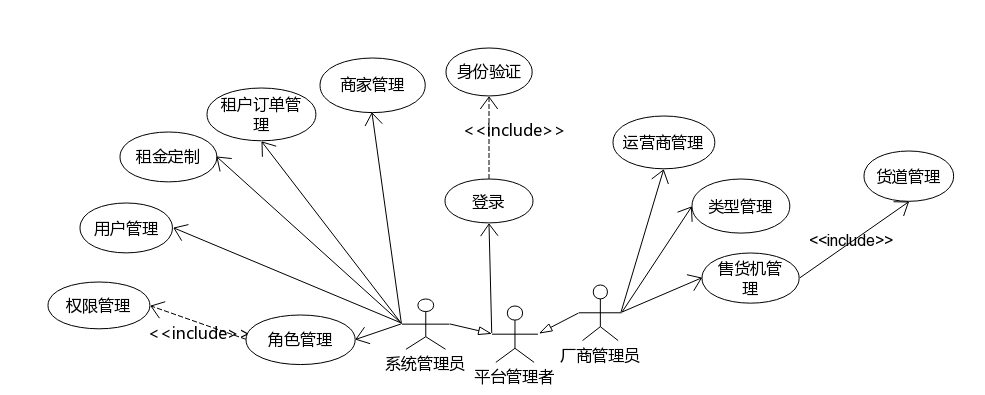 身份验证
商家管理
租户订单管
理
<<include>>
运营商管理
租金定制
货道管理
登录
类型管理
用户管理
<<include>>
售货机管
理
权限管理
<<include>>
角色管理
系统管理员
平台管理者
厂商管理员